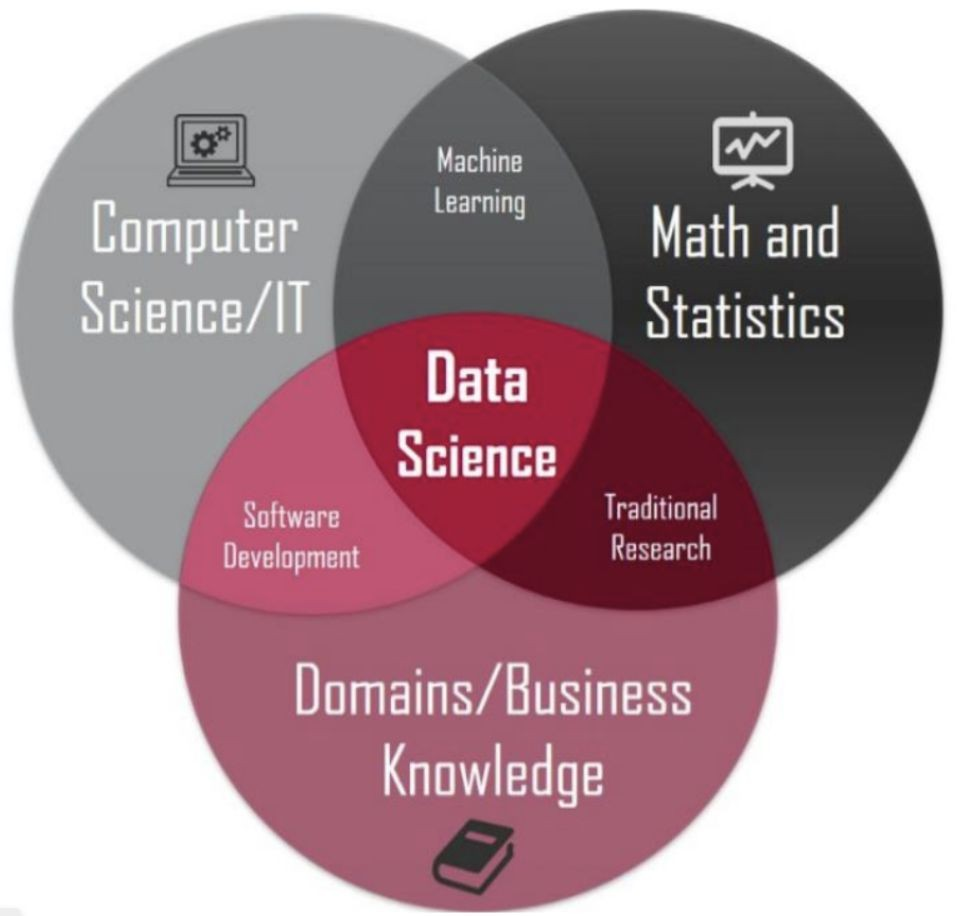 Machine
Learning
Computer
Science/IT
Math and
Statistics
Data
Science
Software
Development
Traditional
Research
Domains/Business
Knowledge